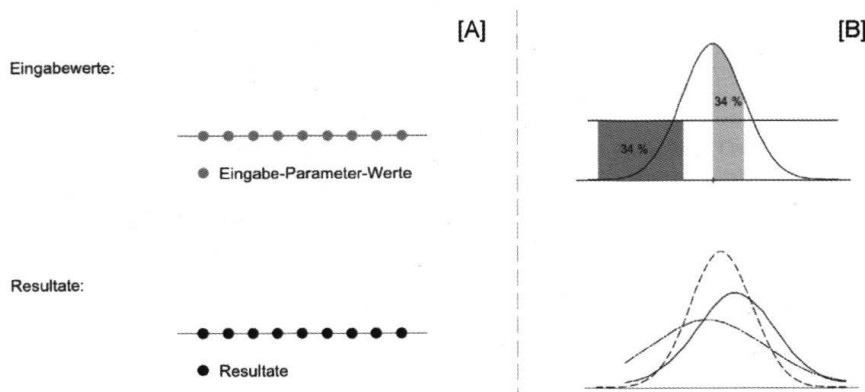 [A]
[B]
Eingabewerte:
34 %
34 %
Eingabe-Parameter-Werte
Resultate:
Resultate